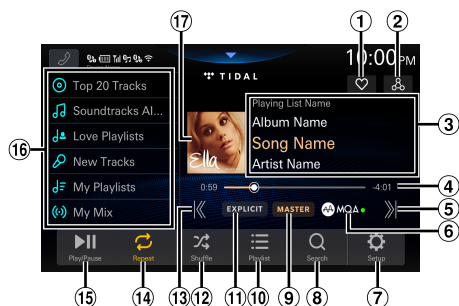 17
1
2
10:00PM
TIDAL
Top 20 Tracks
Soundtracks Al...
Love Playlists
New Tracks
My Playlists
My Mix
16
Ella
Playing List Name
Album Name
Song Name
Artist Name
3
0:59
-4:01
4
EXPLICIT
MASTER
MQA
5
6
Play/Pause
Repeat
Shuffle
Playlist
Search
Setup
15
14
13
12
11
10
9
8
7